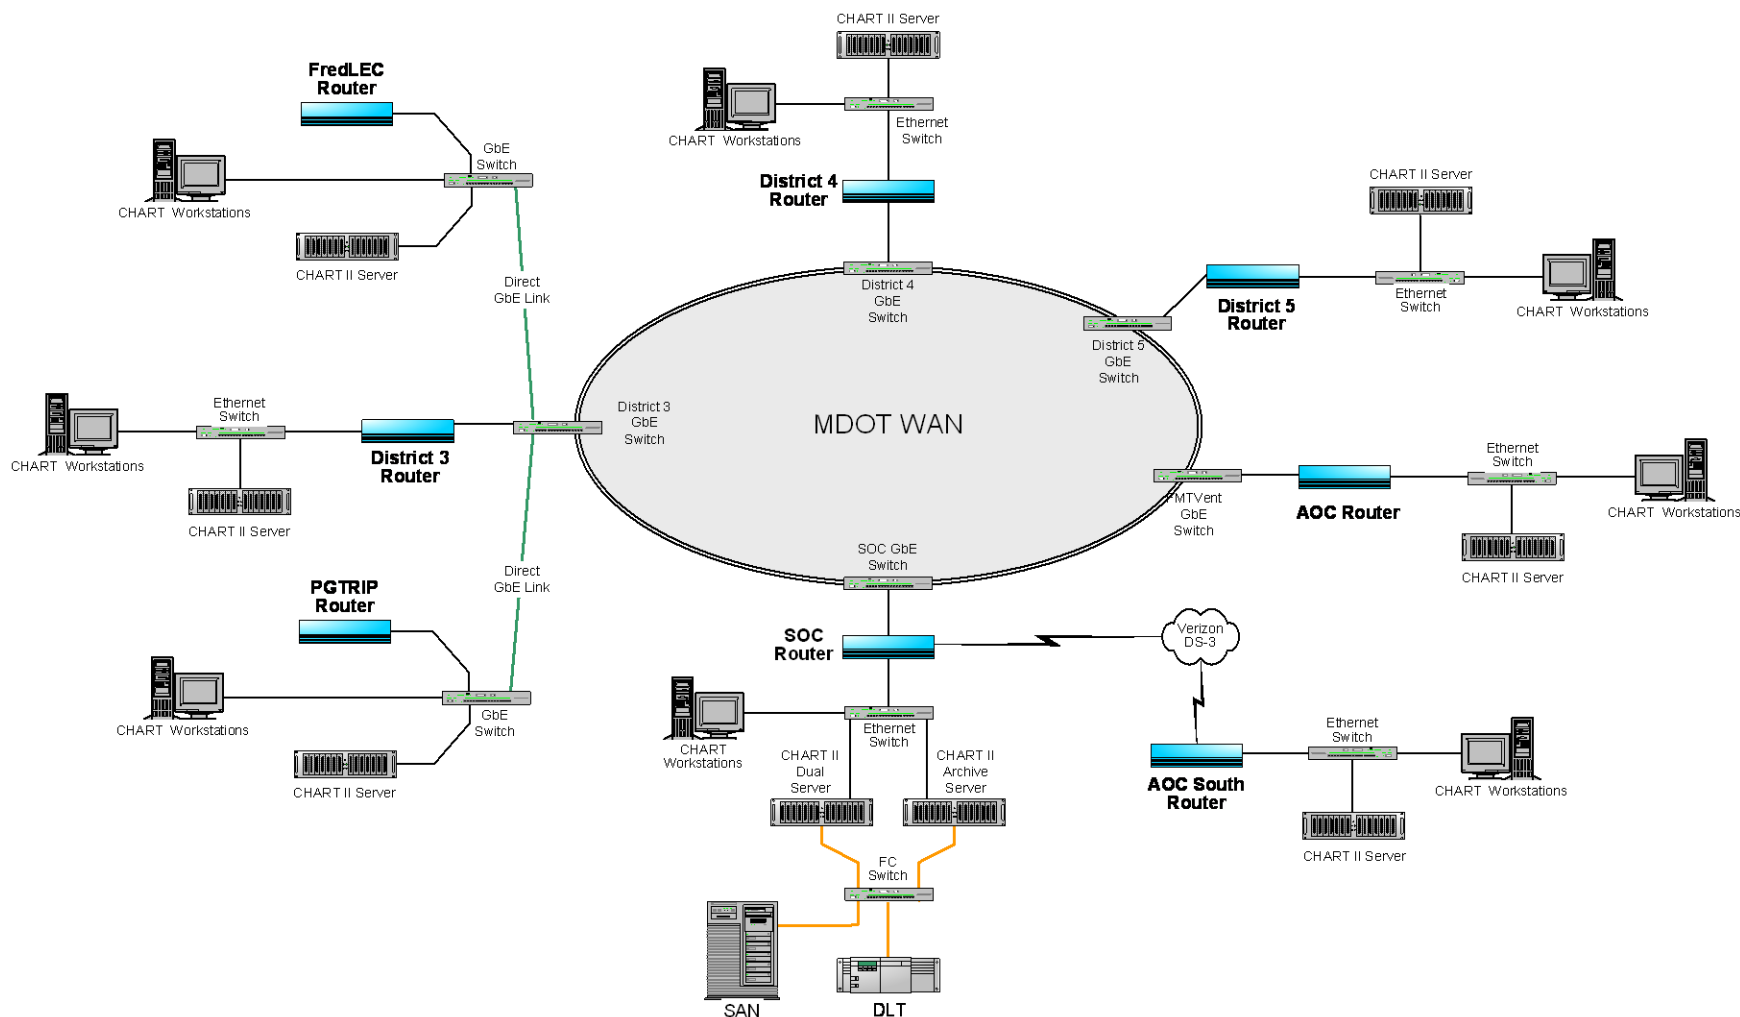 CHART II Server
FredLEC
Router
CHART Workstations
Ethernet
Switch
GbE
Switch
CHART Workstations
CHART II Server
District 4
Router
CHART II Server
Direct
GbE Link
District 4
GbE
Switch
District 5
Router
Ethernet
Switch
CHART Workstations
District 5
GbE
Switch
Ethernet
Switch
District 3
GbE
Switch
MDOT WAN
CHART Workstations
District 3
Router
CHART II Server
Ethernet
Switch
FMTVent
GbE
Switch
AOC Router
CHART Workstations
CHART II Server
SOC GbE
Switch
Direct
GbE Link
PGTRIP
Router
SOC
Router
Verizon
DS-3
CHART Workstations
GbE
Switch
CHART II Server
Ethernet
Switch
CHART
Workstations
CHART II
Dual
Server
CHART II
Archive
Server
Ethernet
Switch
AOC South
Router
CHART Workstations
CHART II Server
FC
Switch
SAN
DLT